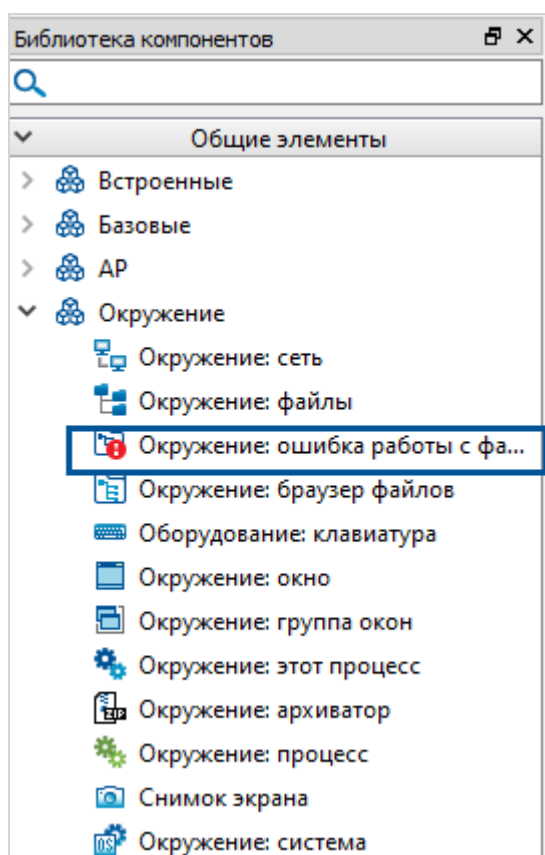 Библиотека компонентов
Общие элементы
Встроенные
Базовые
AP
Окружение
Окружение: сеть
Окружение: файлы
Окружение: ошибка работы с фа...
Окружение: браузер файлов
Оборудование: клавиатура
Окружение: окно
Окружение: группа окон
Окружение: этот процесс
Окружение: архиватор
Окружение: процесс
Снимок экрана
Окружение: система